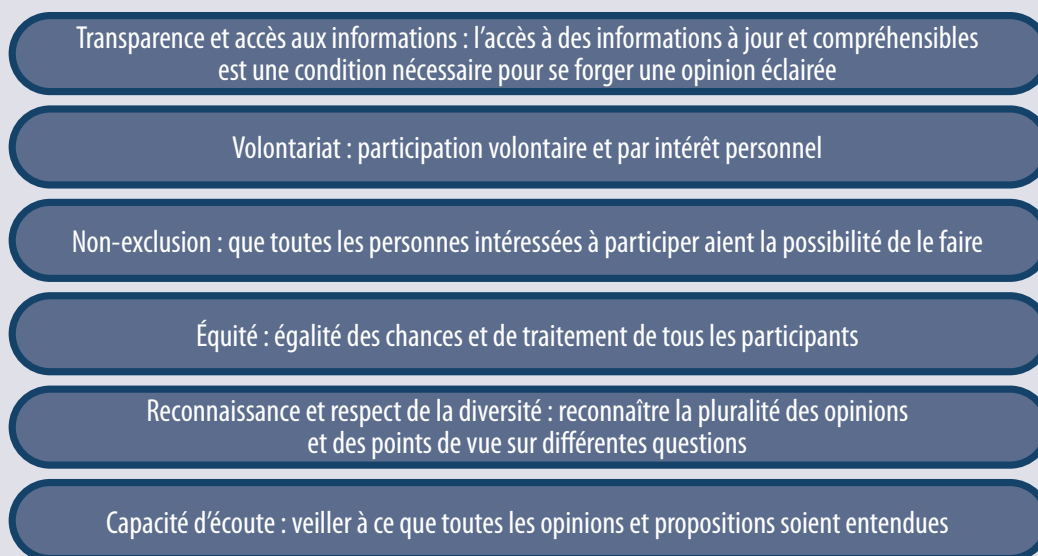 Transparence et accès aux informations : l’accès à des informations à jour et compréhensibles
est une condition nécessaire pour se forger une opinion éclairée
Volontariat : participation volontaire et par intérêt personnel
Non-exclusion : que toutes les personnes intéressées à participer aient la possibilité de le faire
Équité : égalité des chances et de traitement de tous les participants
Reconnaissance et respect de la diversité : reconnaître la pluralité des opinions
et des points de vue sur différentes questions
Capacité d’écoute : veiller à ce que toutes les opinions et propositions soient entendues